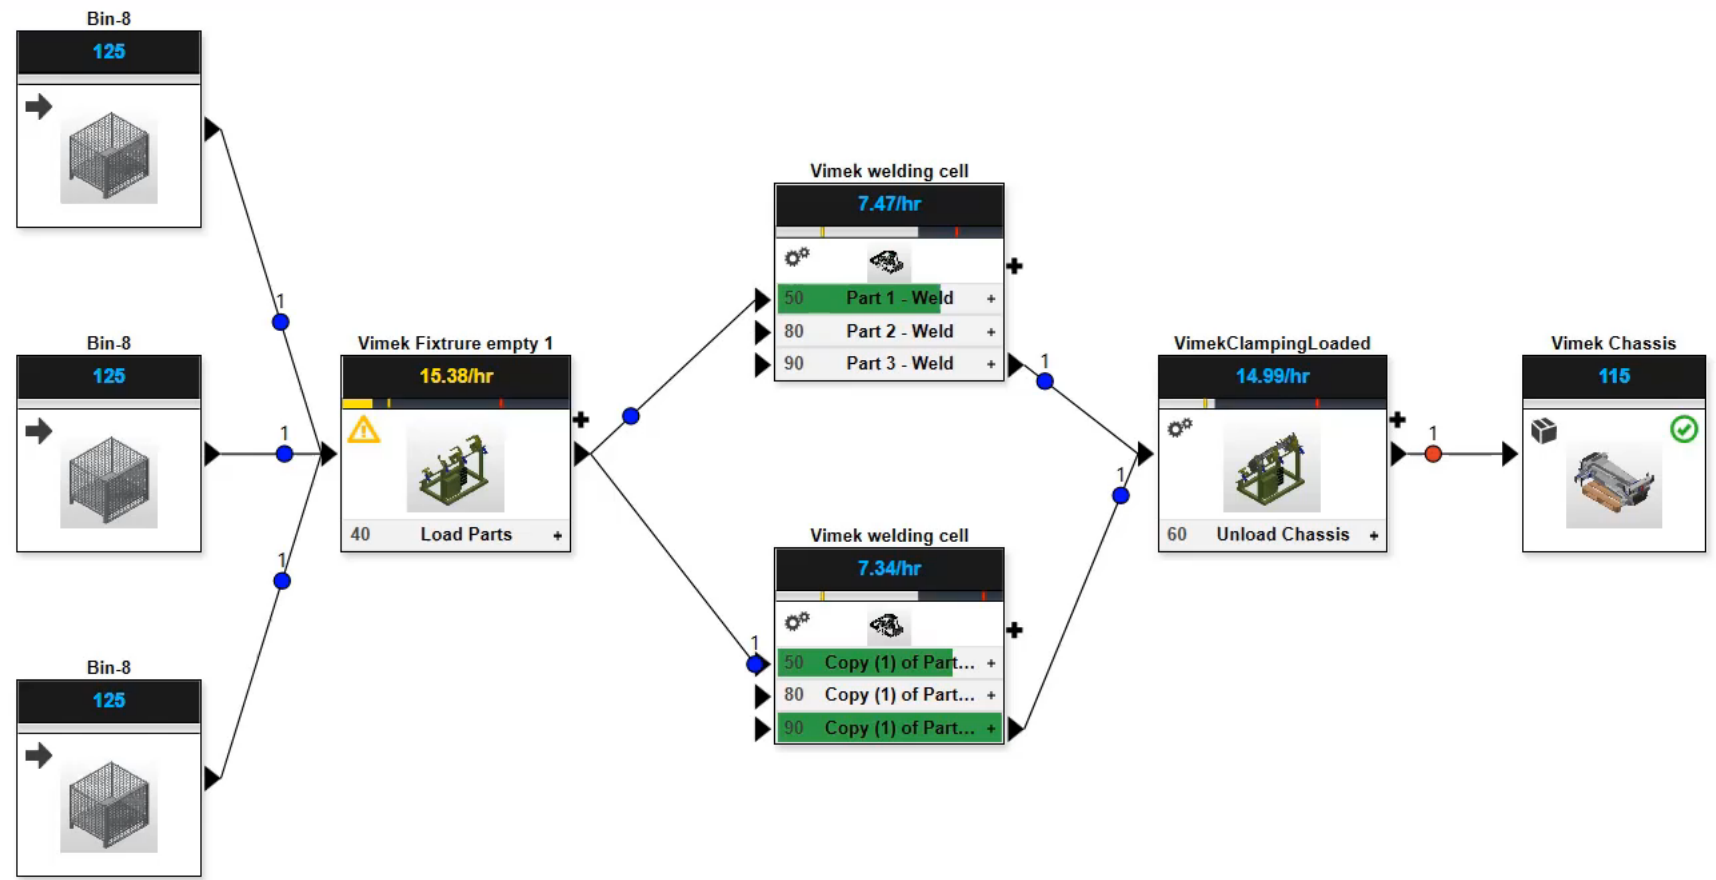 Bin-8
125
1
Bin-8
125
1
Bin-8
125
1
Vimek Fixtrure empty 1
15.38/hr
40 Load Parts +
Vimek welding cell
7.47/hr
50 Part 1 - Weld +
80 Part 2 - Weld +
90 Part 3 - Weld +
1
Vimek welding cell
7.34/hr
1
50 Copy (1) of Part... +
80 Copy (1) of Part... +
90 Copy (1) of Part... +
1
VimekClampingLoaded
14.99/hr
60 Unload Chassis +
1
Vimek Chassis
115